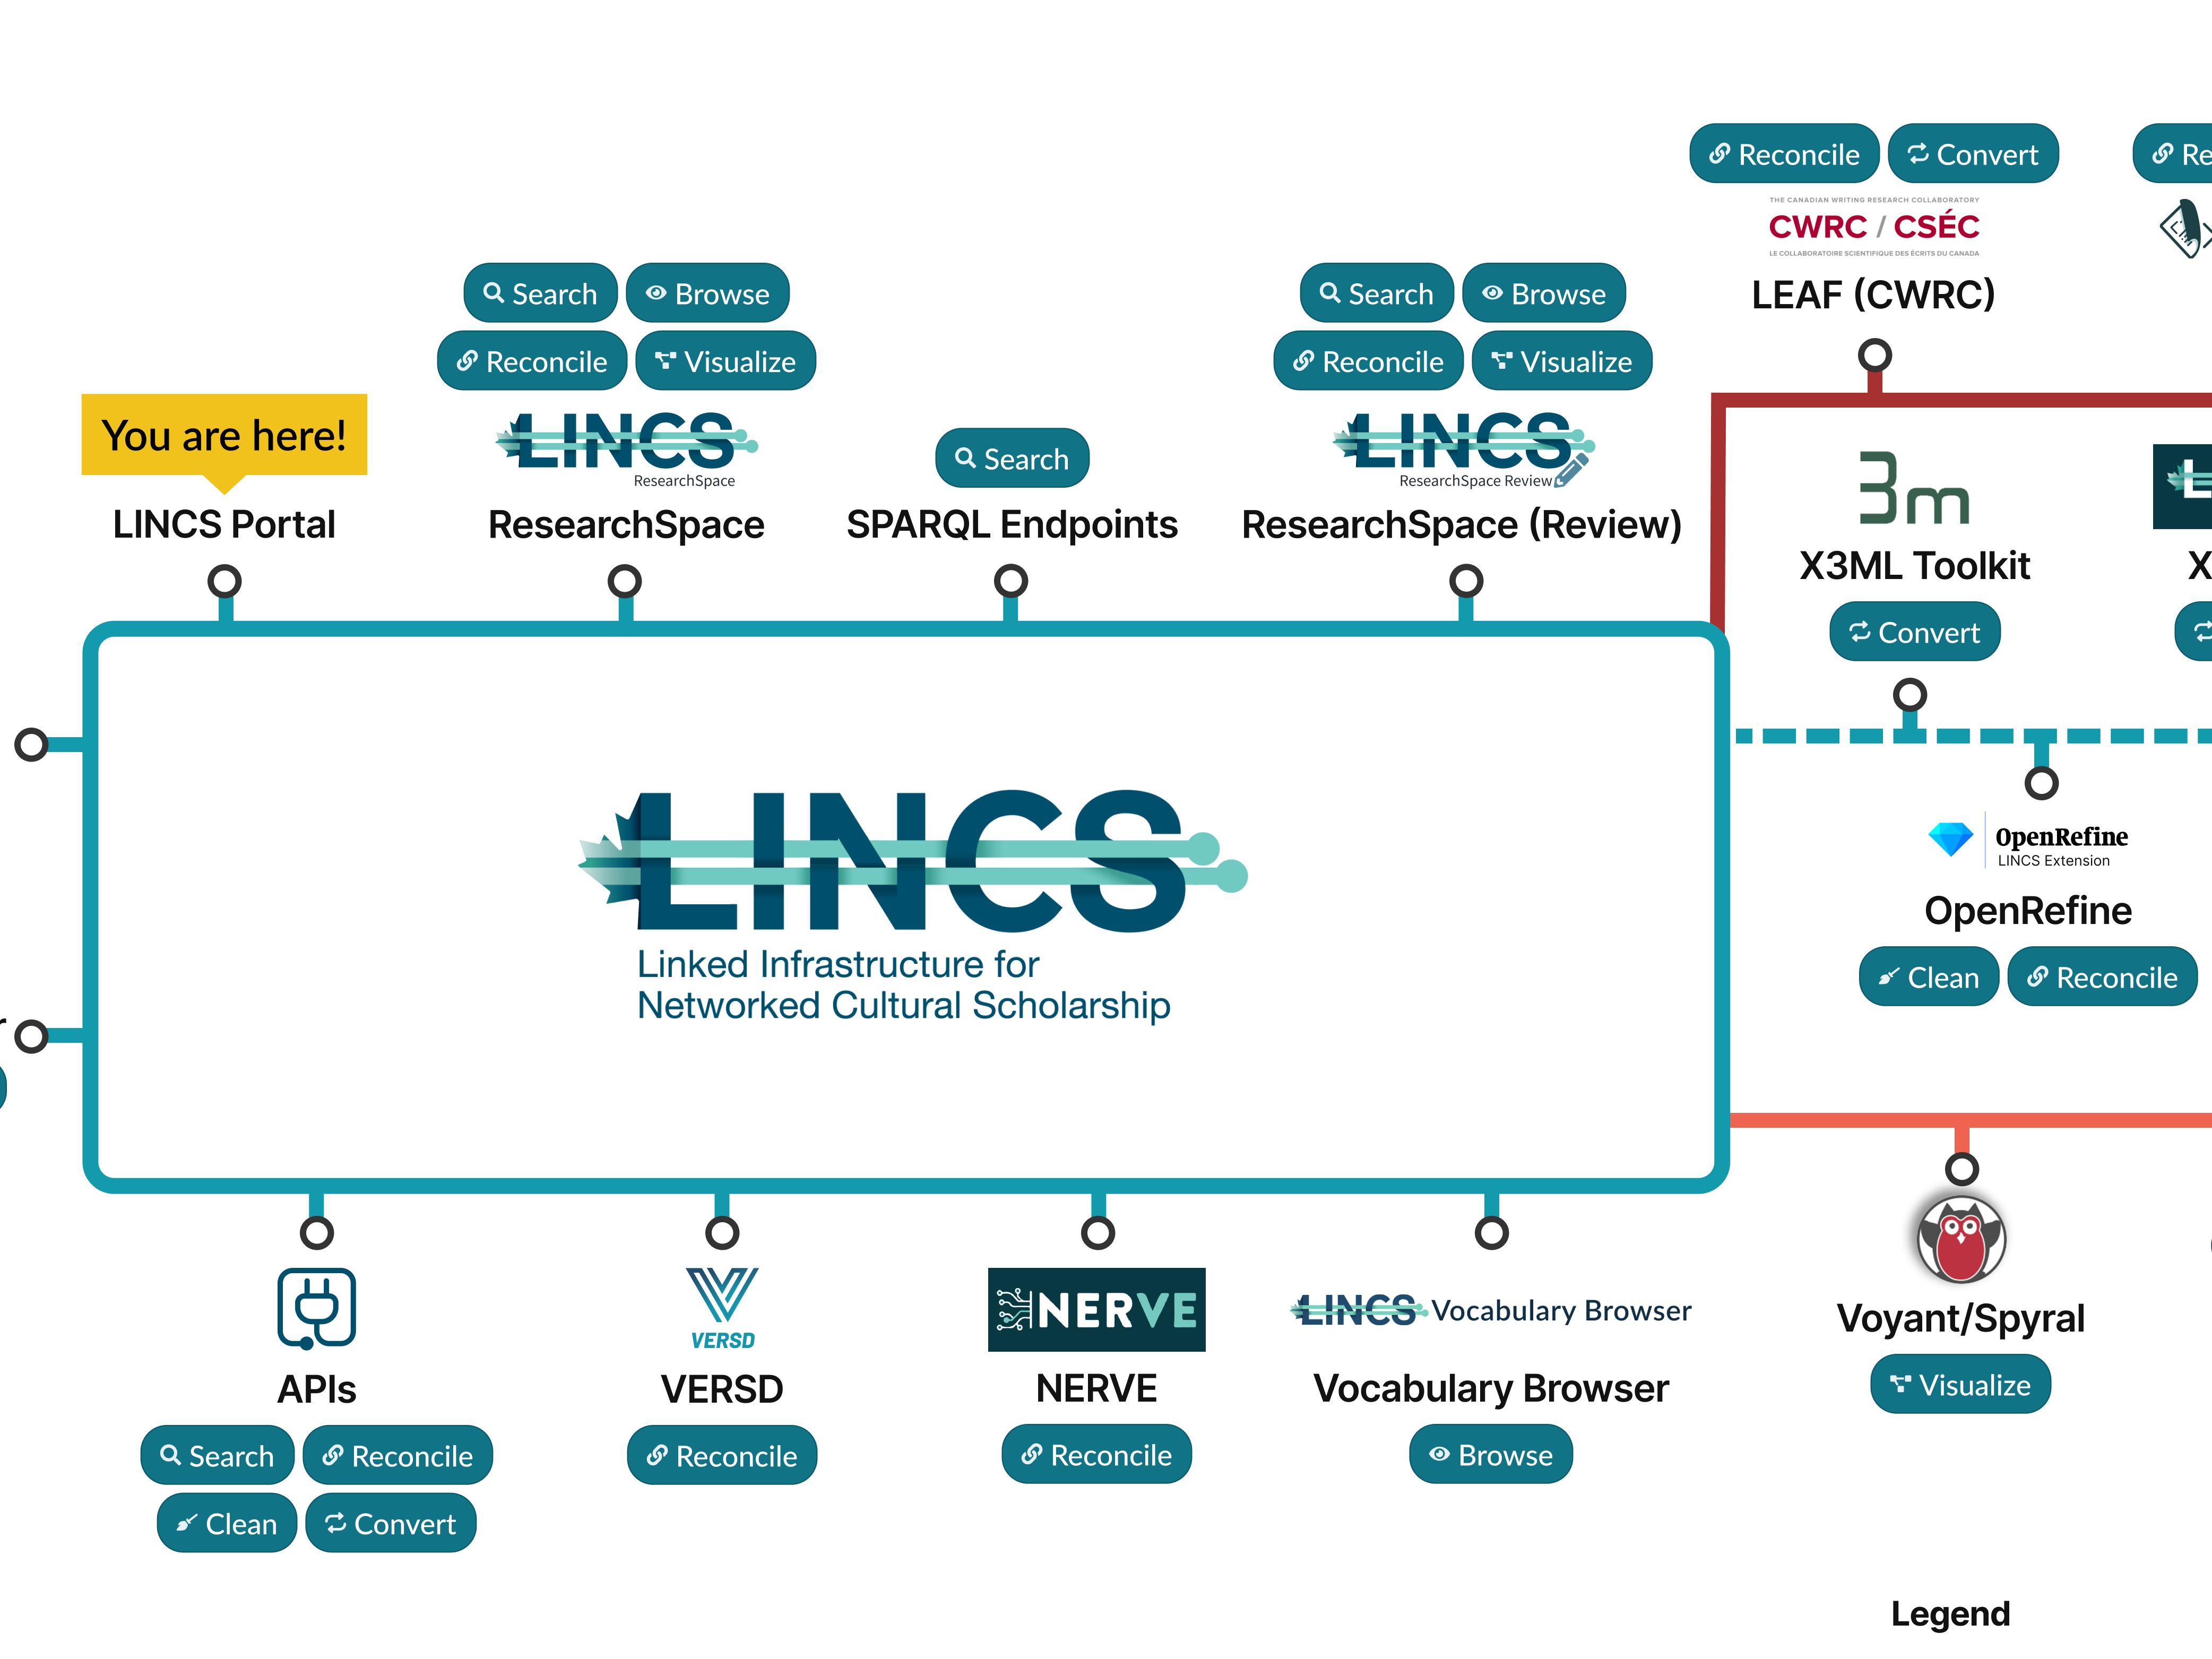 Reconcile Convert Re
THE CANADIAN WRITING RESEARCH COLLABORATORY
CWRC / CSÉC
LE COLLABORATOIRE SCIENTIFIQUE DES ÉCRITS DU CANADA
LEAF (CWRC)
Search Browse
Reconcile Visualize
LINCS
ResearchSpace
ResearchSpace
Search Browse
Reconcile Visualize
LINCS
ResearchSpace Review
ResearchSpace (Review)
You are here!
LINCS Portal
Search
SPARQL Endpoints
3m
X3ML Toolkit
Convert
L
X
LINCS
Linked Infrastructure for
Networked Cultural Scholarship
OpenRefine
LINCS Extension
OpenRefine
Clean Reconcile
r
APIs
Search Reconcile
Clean Convert
VERSD
VERSD
Reconcile
NERVE
NERVE
Reconcile
LINCS Vocabulary Browser
Vocabulary Browser
Browse
Voyant/Spyral
Visualize
Legend